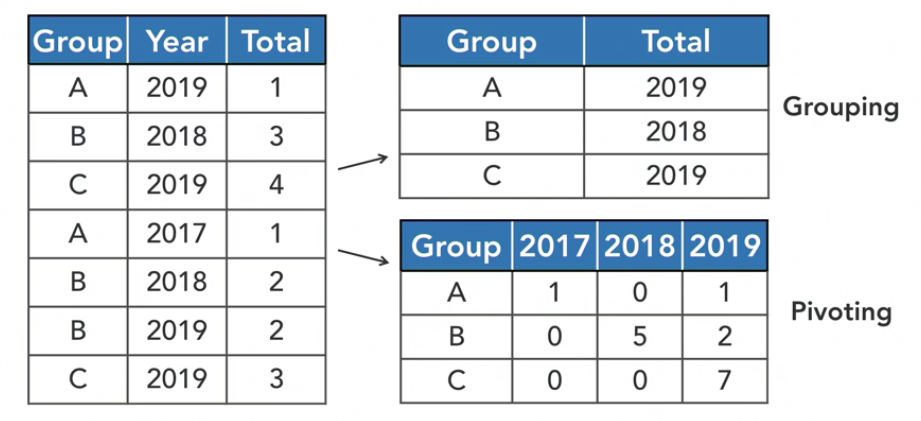 Group Year Total
A 2019 1
B 2018 3
C 2019 4
A 2017 1
B 2018 2
B 2019 2
C 2019 3
Group Total
A 2019
B 2018
C 2019
Grouping
Group 2017 2018 2019
A 1 0 1
B 0 5 2
C 0 0 7
Pivoting